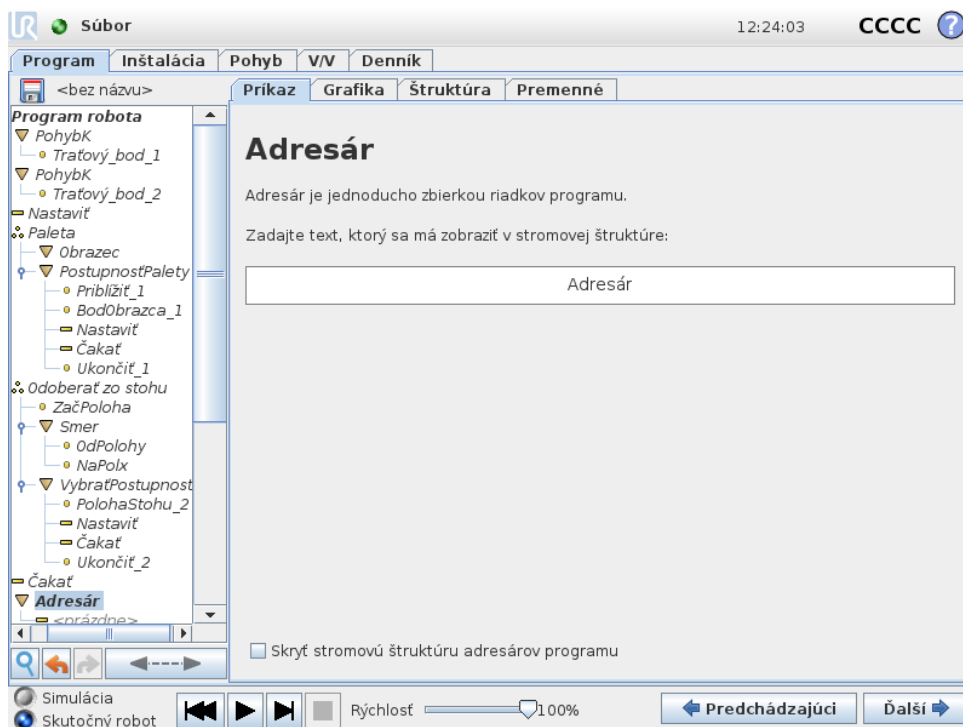 UR Súbor 12:24:03 CCCC ?
Program Inštalácia Pohyb V/V Denník
<bez názvu> Príkaz Grafika Štruktúra Premenné
Program robota
PohybK
Traťový_bod_1
PohybK
Traťový_bod_2
Nastaviť
Paleta
Obrazec
PostupnosťPalety
Priblížiť_1
BodObrazca_1
Nastaviť
Čakať
Ukončiť_1
Odoberať zo stohu
ZačPoloha
Smer
OdPolohy
NaPolx
VybraťPostupnost
PolohaStohu_2
Nastaviť
Čakať
Ukončiť_2
Čakať
Adresár
<prázdne>
Adresár
Adresár je jednoducho zbierkou riadkov programu.
Zadajte text, ktorý sa má zobraziť v stromovej štruktúre:
Adresár
Skryť stromovú štruktúru adresárov programu
Simulácia
Skutočný robot
Rýchlosť 100%
Predchádzajúci Ďalší